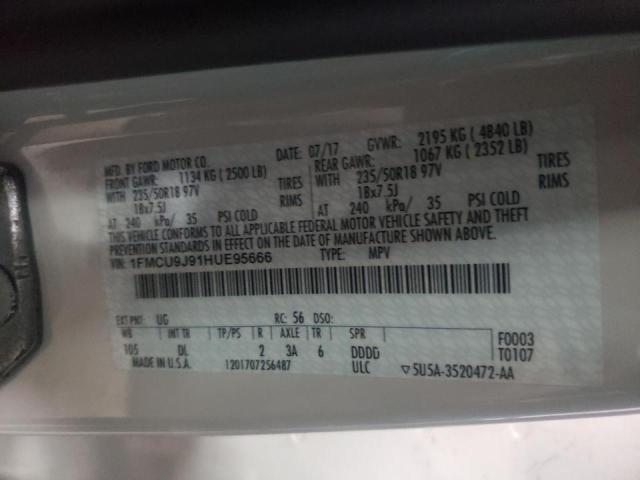 MFD. BY FORD MOTOR CO.
DATE: 07/17 GVWR: 2195 KG ( 4840 LB)
FRONT GAWR: 1134 KG ( 2500 LB) REAR GAWR: 1067 KG ( 2352 LB)
WITH 235/50R18 97V TIRES WITH 235/50R18 97V TIRES
18x7.5J RIMS 18x7.5J RIMS
AT 240 kPa/ 35 PSI COLD AT 240 kPa/ 35 PSI COLD
THIS VEHICLE CONFORMS TO ALL APPLICABLE FEDERAL MOTOR VEHICLE SAFETY AND THEFT
PREVENTION STANDARDS IN EFFECT ON THE DATE OF MANUFACTURE SHOWN ABOVE.
VIN: 1FMCU9J91HUE95666
TYPE: MPV
EXT PNT: UG RC: 56 DSO:
WB INT TR TP/PS R AXLE TR SPR
105 DL 2 3A 6 DDDD
F0003
T0107
MADE IN U.S.A. 1201707256487 ULC ▽5U5A-3520472-AA